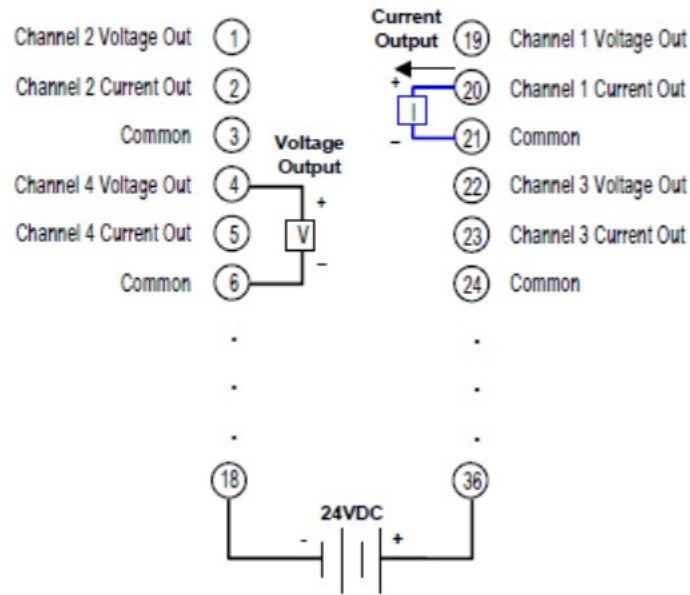 Channel 2 Voltage Out 1
Channel 2 Current Out 2
Common 3
Channel 4 Voltage Out 4
Channel 4 Current Out 5
Common 6
18
Voltage
Output
+
V
–
Current
Output
+
I
–
19 Channel 1 Voltage Out
20 Channel 1 Current Out
21 Common
22 Channel 3 Voltage Out
23 Channel 3 Current Out
24 Common
36
24VDC
- +